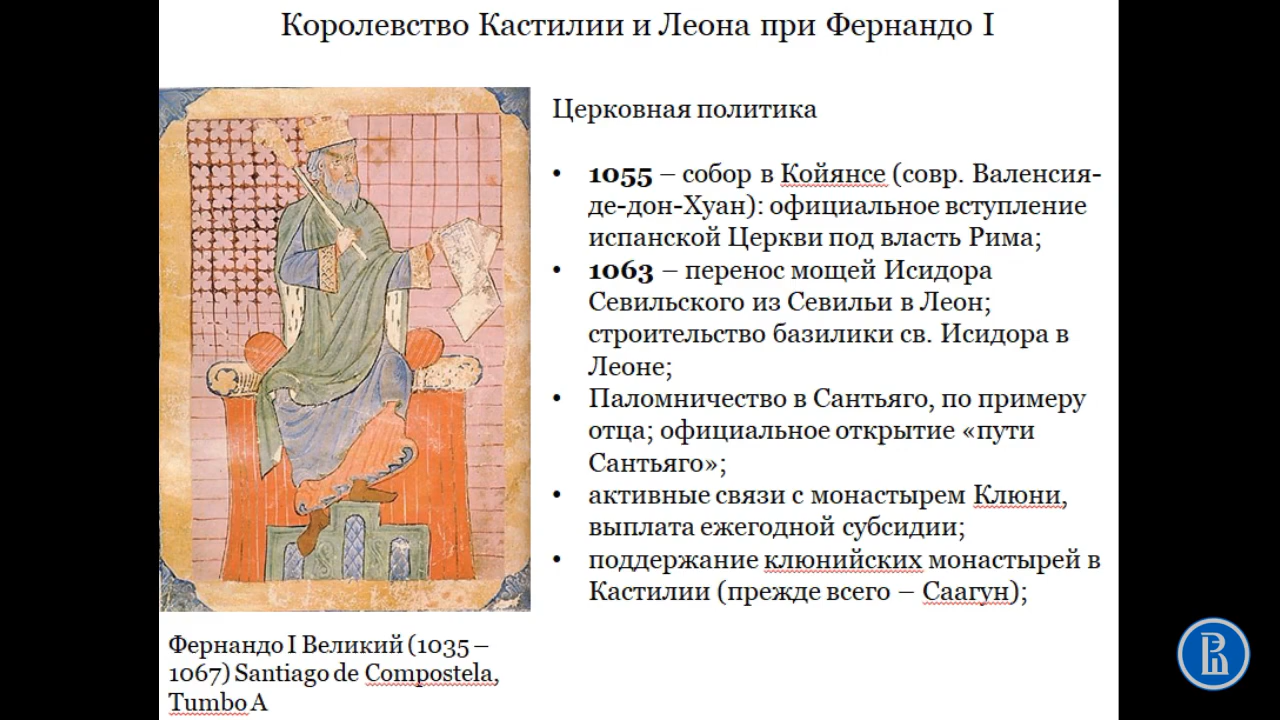 Королевство Кастилии и Леона при Фернандо I
Церковная политика
• 1055 – собор в Койянсе (совр. Валенсия-
де-дон-Хуан): официальное вступление
испанской Церкви под власть Рима;
• 1063 – перенос мощей Исидора
Севильского из Севильи в Леон;
строительство базилики св. Исидора в
Леоне;
• Паломничество в Сантьяго, по примеру
отца; официальное открытие «пути
Сантьяго»;
• активные связи с монастырем Клюни,
выплата ежегодной субсидии;
• поддержание клюнийских монастырей в
Кастилии (прежде всего – Саагун);
Фернандо I Великий (1035 –
1067) Santiago de Compostela,
Tumbo A